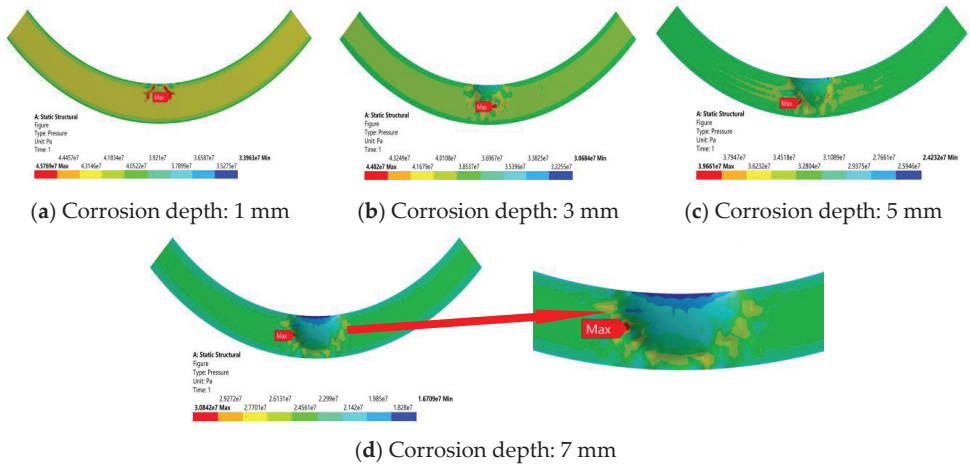 Max
A: Static Structural
Figure
Type: Pressure
Unit: Pa
Time: 1
4.4457e7 4.1834e7 3.921e7 3.6587e7 3.3963e7 Min
4.5769e7 Max 4.3146e7 4.0522e7 3.7899e7 3.5275e7
(a) Corrosion depth: 1 mm
Max
A: Static Structural
Figure
Type: Pressure
Unit: Pa
Time: 1
4.3249e7 4.0108e7 3.6967e7 3.3825e7 3.0684e7 Min
4.482e7 Max 4.1679e7 3.8537e7 3.5396e7 3.2255e7
(b) Corrosion depth: 3 mm
Max
A: Static Structural
Figure
Type: Pressure
Unit: Pa
Time: 1
3.7947e7 3.4518e7 3.1089e7 2.7661e7 2.4232e7 Min
3.9661e7 Max 3.6232e7 3.2804e7 2.9375e7 2.5946e7
(c) Corrosion depth: 5 mm
Max
A: Static Structural
Figure
Type: Pressure
Unit: Pa
Time: 1
2.9272e7 2.6131e7 2.299e7 1.985e7 1.6709e7 Min
3.0842e7 Max 2.7701e7 2.4561e7 2.142e7 1.828e7
Max
(d) Corrosion depth: 7 mm